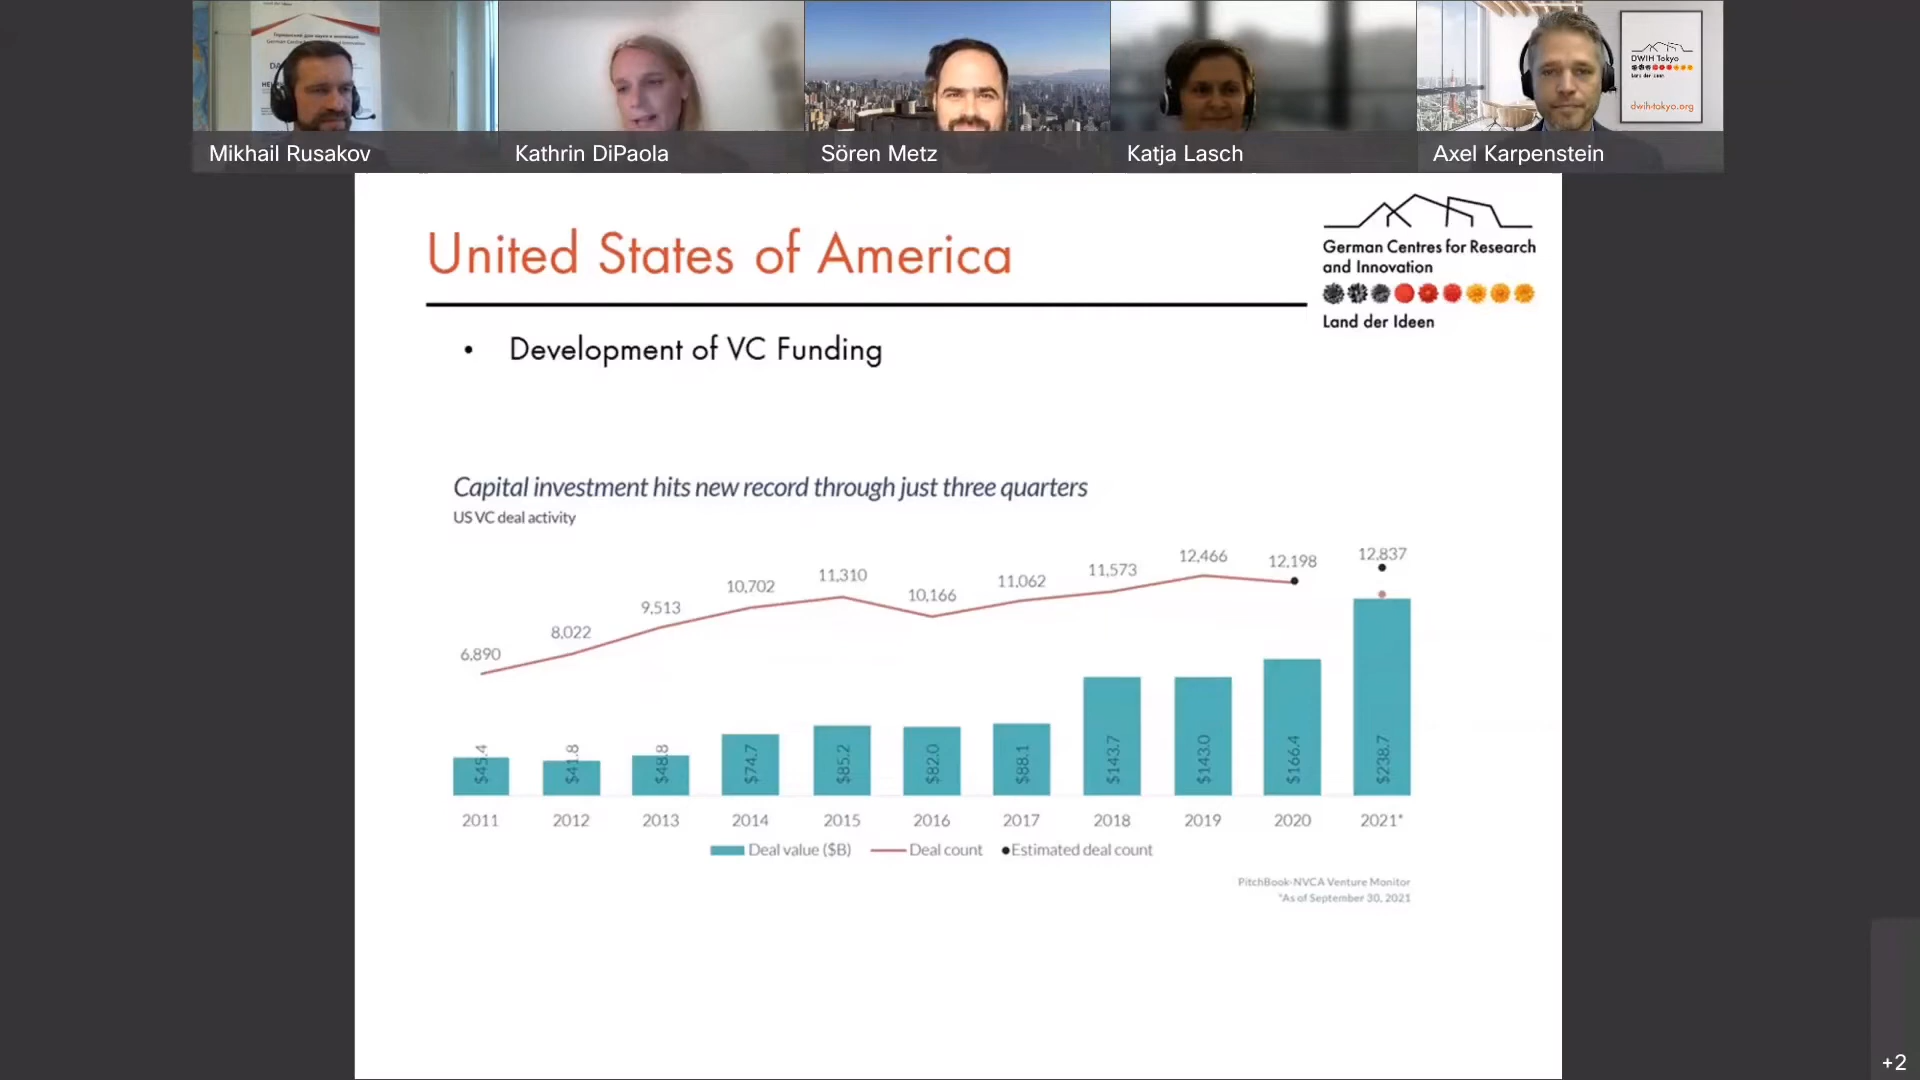 DWIH Tokyo
Land der Ideen
dwih-tokyo.org
Mikhail Rusakov
Kathrin DiPaola
Sören Metz
Katja Lasch
Axel Karpenstein
United States of America
German Centres for Research
and Innovation
Land der Ideen
• Development of VC Funding
Capital investment hits new record through just three quarters
US VC deal activity
6,890
8,022
9,513
10,702
11,310
10,166
11,062
11,573
12,466
12,198
12,837
$45.4
$41.8
$48.8
$74.7
$85.2
$82.0
$88.1
$143.7
$143.0
$166.4
$238.7
2011
2012
2013
2014
2015
2016
2017
2018
2019
2020
2021*
Deal value ($B)
Deal count
Estimated deal count
PitchBook-NVCA Venture Monitor
*As of September 30, 2021
+2